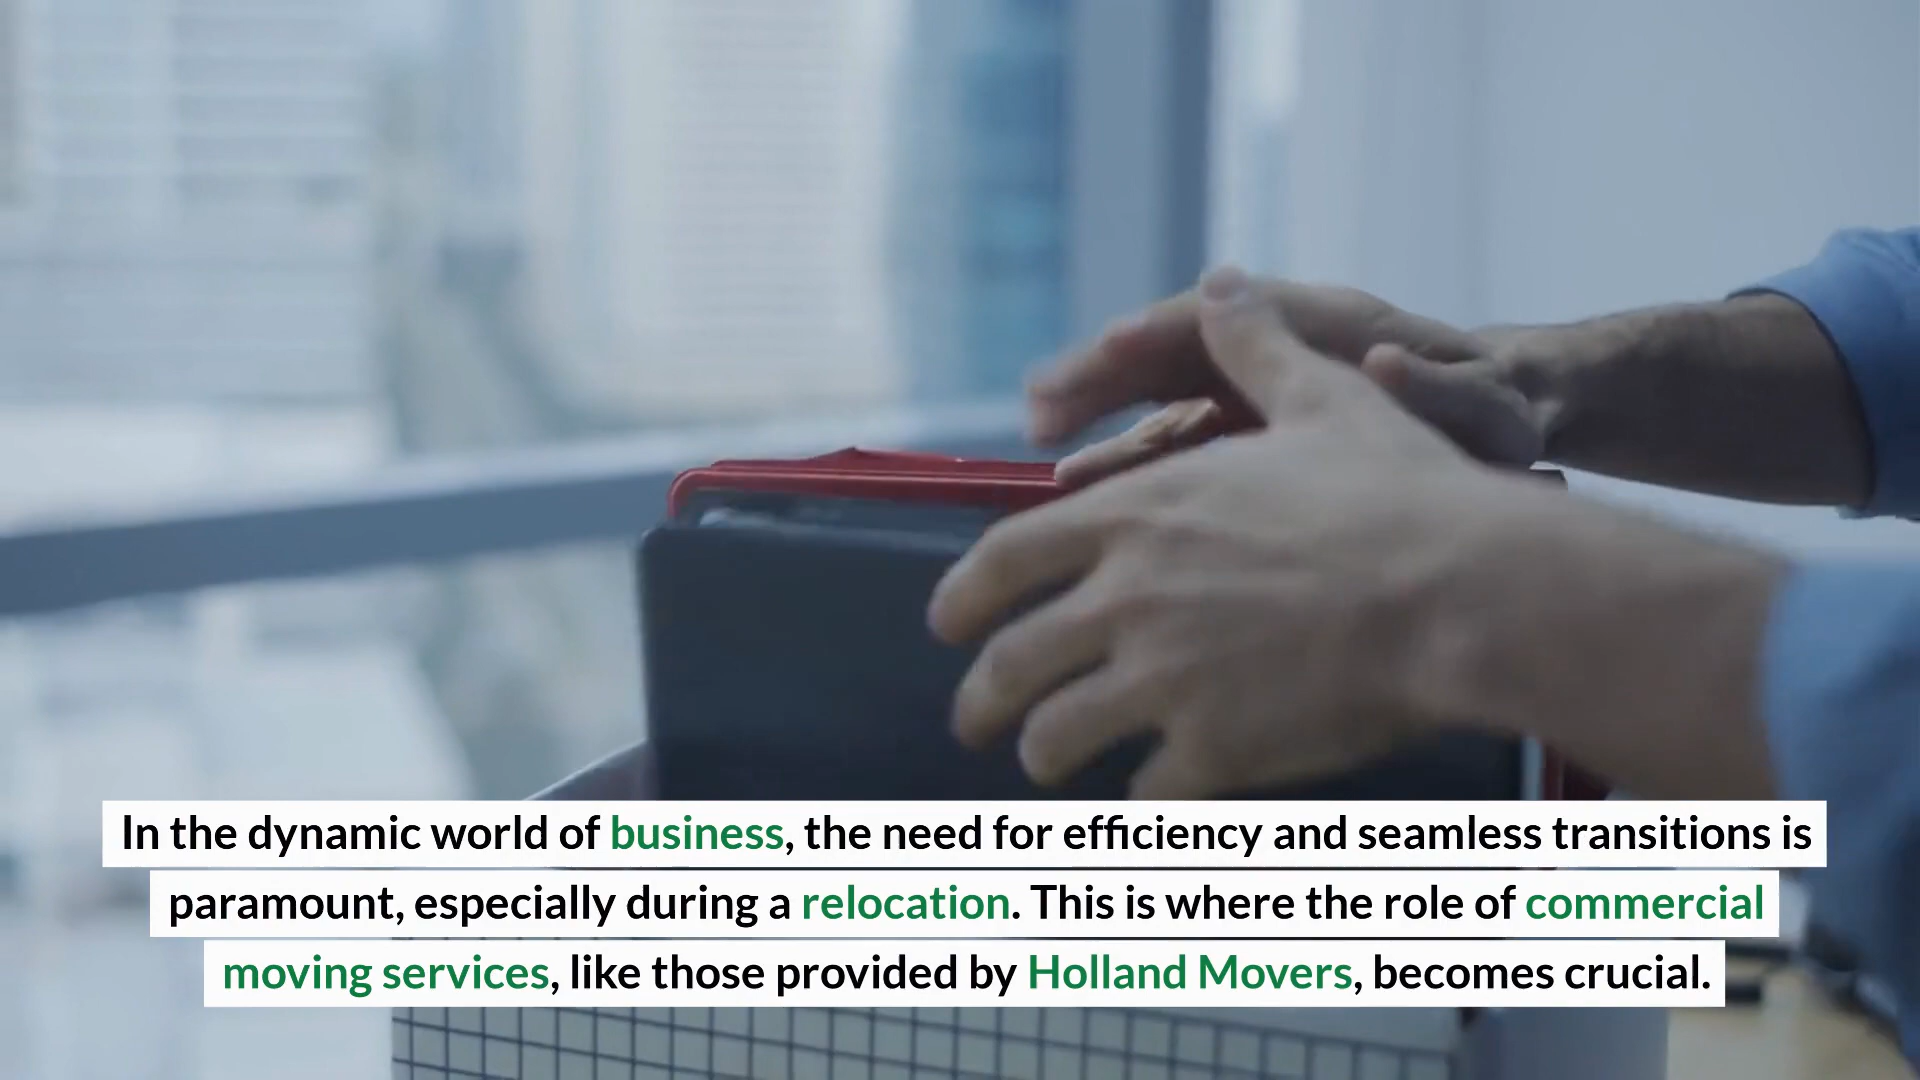 In the dynamic world of business, the need for efficiency and seamless transitions is
paramount, especially during a relocation. This is where the role of commercial
moving services, like those provided by Holland Movers, becomes crucial.